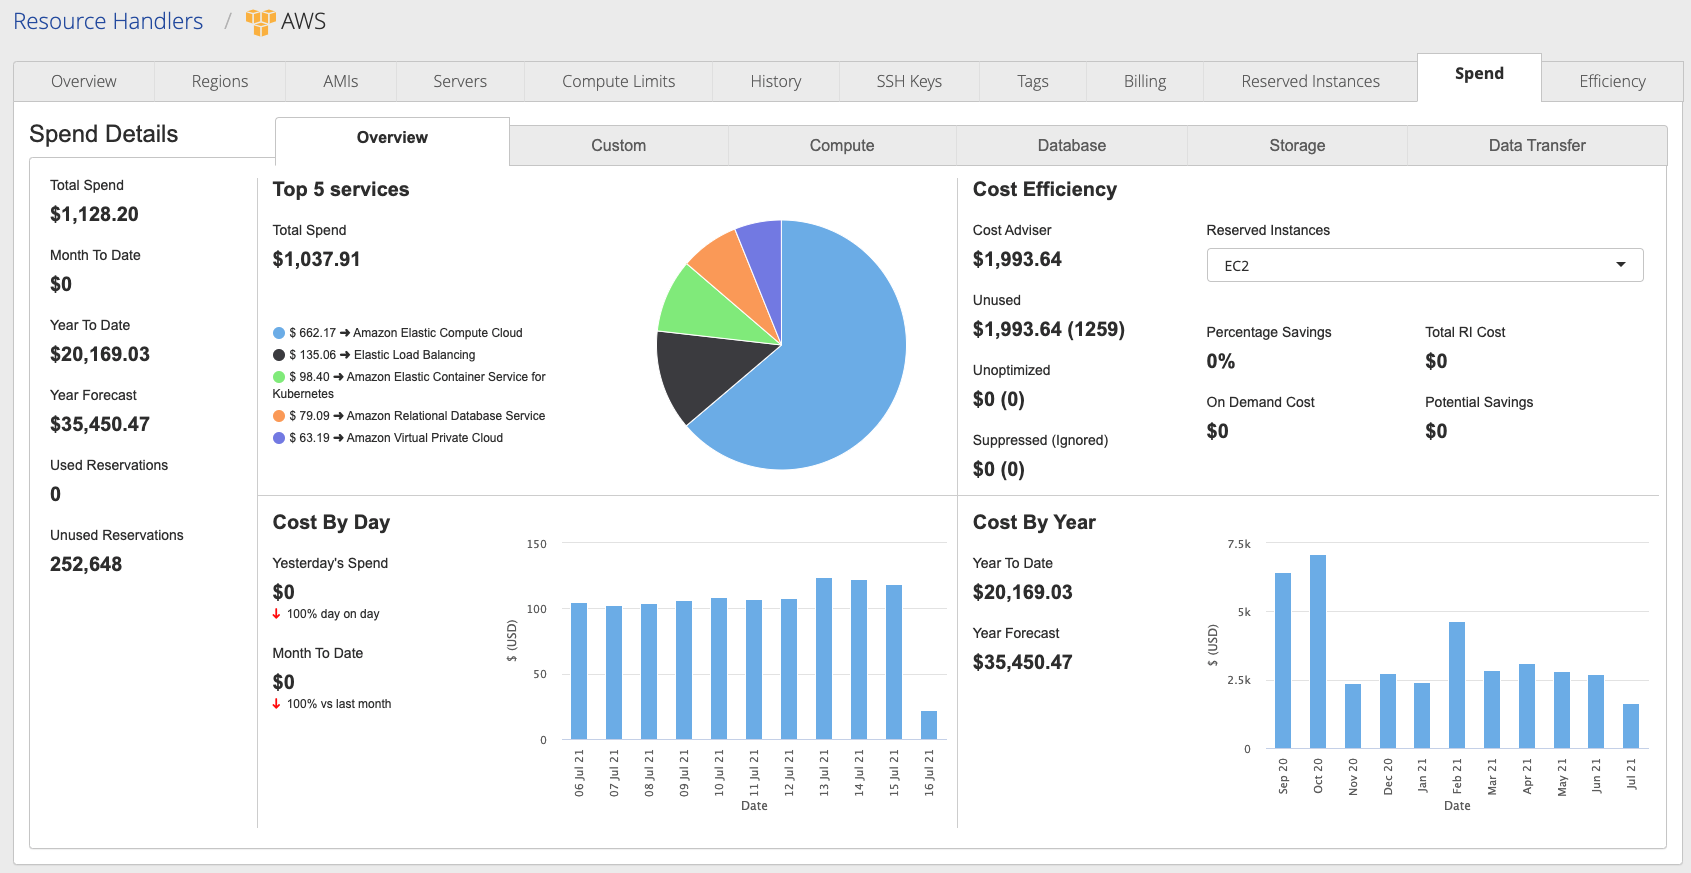 Resource Handlers / AWS
Overview
Regions
AMIs
Servers
Compute Limits
History
SSH Keys
Tags
Billing
Reserved Instances
Spend
Efficiency
Spend Details
Overview
Custom
Compute
Database
Storage
Data Transfer
Total Spend
$1,128.20
Month To Date
$0
Year To Date
$20,169.03
Year Forecast
$35,450.47
Used Reservations
0
Unused Reservations
252,648
Top 5 services
Total Spend
$1,037.91
$ 662.17 ➜ Amazon Elastic Compute Cloud
$ 135.06 ➜ Elastic Load Balancing
$ 98.40 ➜ Amazon Elastic Container Service for
Kubernetes
$ 79.09 ➜ Amazon Relational Database Service
$ 63.19 ➜ Amazon Virtual Private Cloud
Cost Efficiency
Cost Adviser
$1,993.64
Unused
$1,993.64 (1259)
Unoptimized
$0 (0)
Suppressed (Ignored)
$0 (0)
Reserved Instances
EC2
Percentage Savings
0%
Total RI Cost
$0
On Demand Cost
$0
Potential Savings
$0
Cost By Day
Yesterday's Spend
$0
100% day on day
Month To Date
$0
100% vs last month
$ (USD)
150
100
50
0
06 Jul 21
07 Jul 21
08 Jul 21
09 Jul 21
10 Jul 21
11 Jul 21
12 Jul 21
13 Jul 21
14 Jul 21
15 Jul 21
16 Jul 21
Date
Cost By Year
Year To Date
$20,169.03
Year Forecast
$35,450.47
$ (USD)
7.5k
5k
2.5k
0
Sep 20
Oct 20
Nov 20
Dec 20
Jan 21
Feb 21
Mar 21
Apr 21
May 21
Jun 21
Jul 21
Date